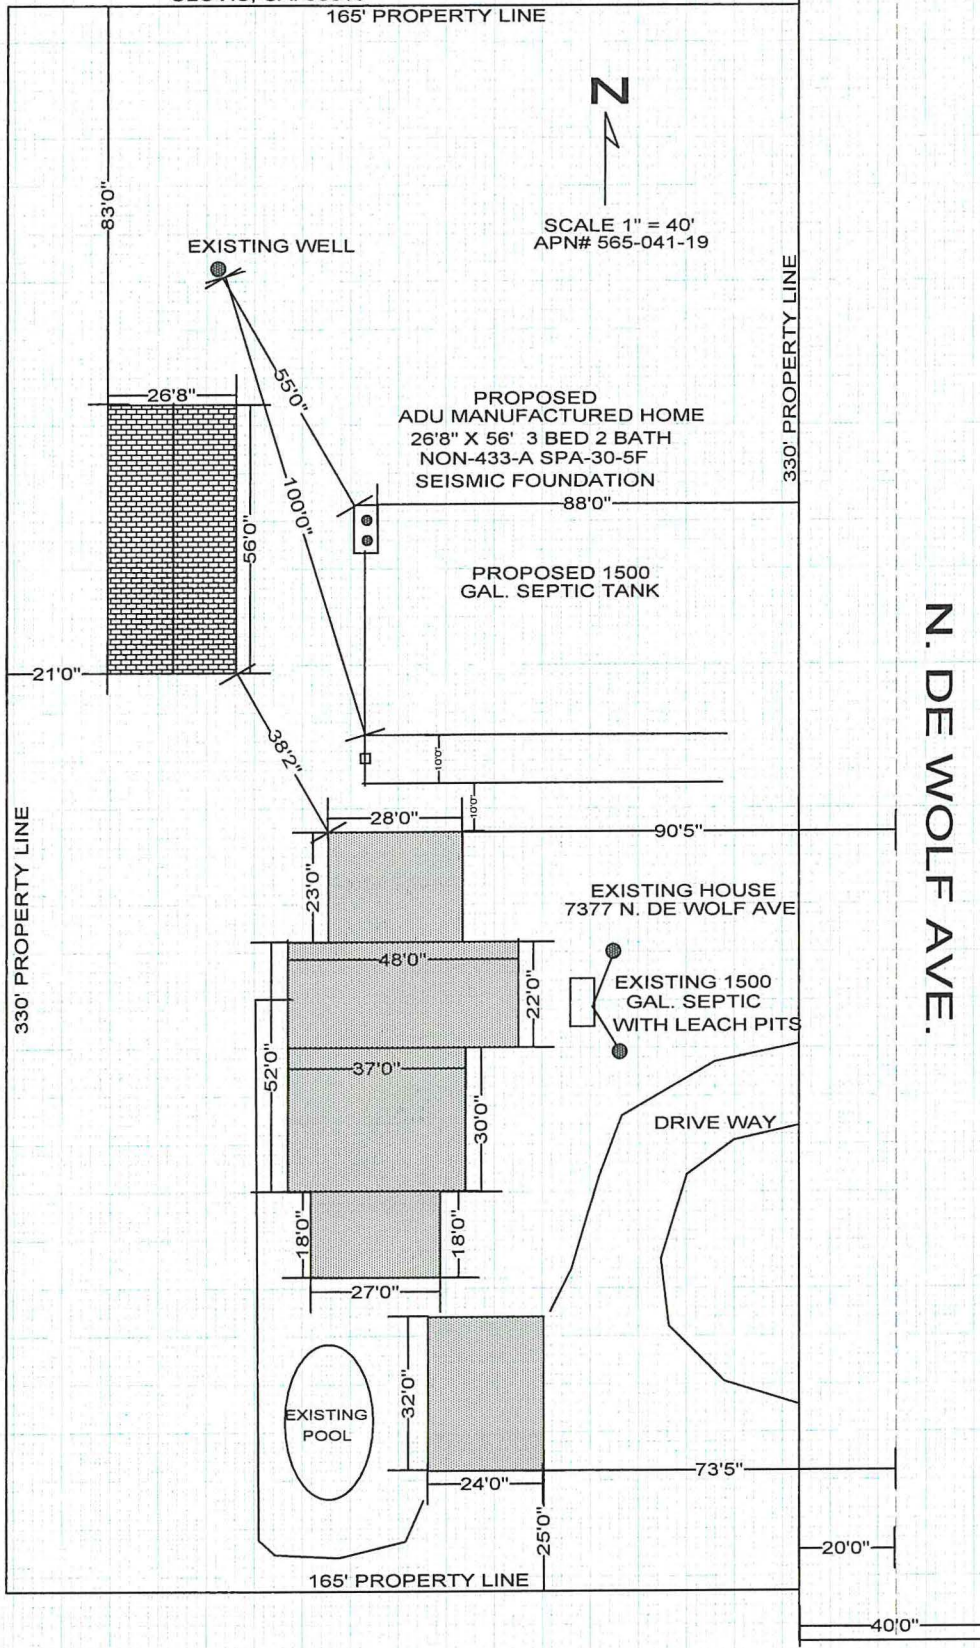 165' PROPERTY LINE
N
SCALE 1" = 40'
APN# 565-041-19
83'0"
EXISTING WELL
330' PROPERTY LINE
26'8"
55'0"
PROPOSED
ADU MANUFACTURED HOME
26'8" X 56' 3 BED 2 BATH
NON-433-A SPA-30-5F
SEISMIC FOUNDATION
88'0"
100'0"
56'0"
PROPOSED 1500
GAL. SEPTIC TANK
N. DE WOLF AVE.
21'0"
38'2"
10'0"
10'0"
28'0"
90'5"
330' PROPERTY LINE
23'0"
EXISTING HOUSE
7377 N. DE WOLF AVE
48'0"
22'0"
EXISTING 1500
GAL. SEPTIC
WITH LEACH PITS
52'0"
37'0"
30'0"
DRIVE WAY
18'0"
18'0"
27'0"
32'0"
EXISTING
POOL
73'5"
24'0"
25'0"
20'0"
165' PROPERTY LINE
40'0"